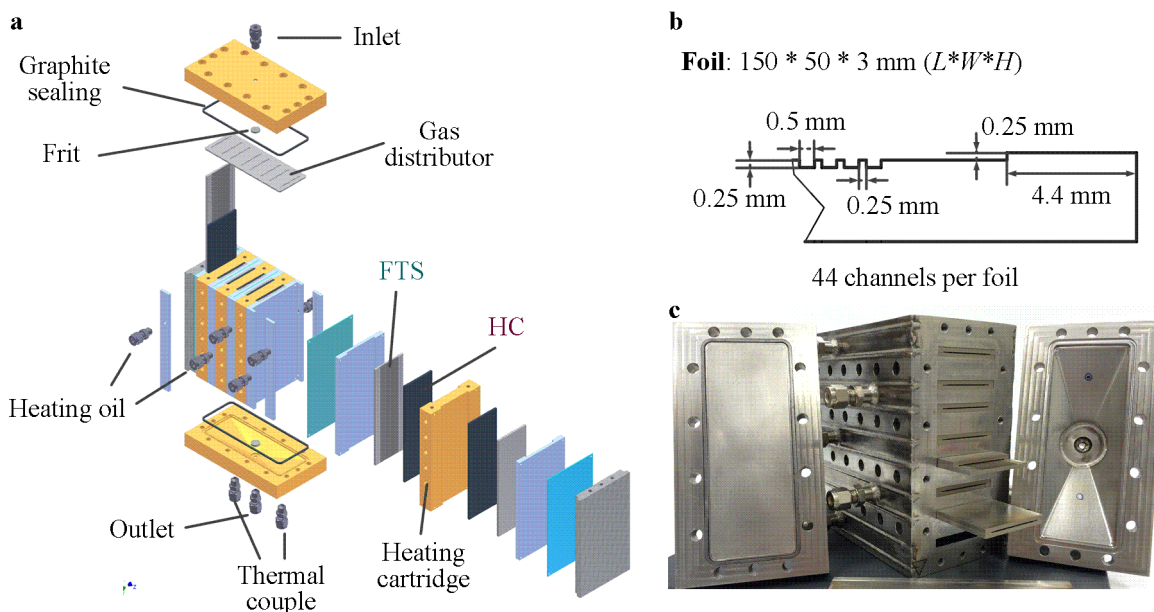 a
Inlet
Graphite
sealing
Frit
Gas
distributor
FTS
HC
Heating oil
Outlet
Thermal
couple
Heating
cartridge
b
Foil: 150 * 50 * 3 mm (L*W*H)
0.5 mm
0.25 mm
0.25 mm
0.25 mm
4.4 mm
44 channels per foil
c